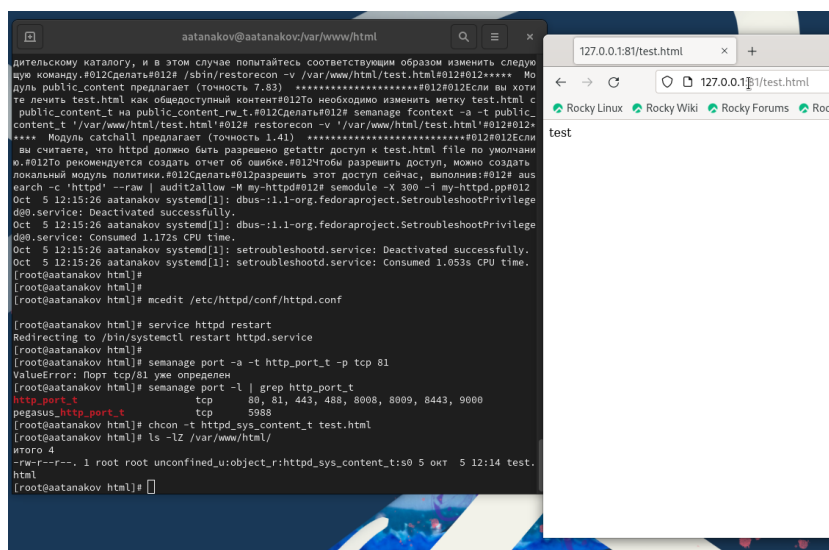 aatanakov@aatanakov:/var/www/html
дительскому каталогу, и в этом случае попытайтесь соответствующим образом изменить следую
щую команду.#012Сделать#012# /sbin/restorecon -v /var/www/html/test.html#012#012***** Мо
дуль public_content предлагает (точность 7.83) **********************#012#012Если вы хоти
те лечить test.html как общедоступный контент#012То необходимо изменить метку test.html с
public_content_t на public_content_rw_t.#012Сделать#012# semanage fcontext -a -t public_
content_t '/var/www/html/test.html'#012# restorecon -v '/var/www/html/test.html'#012#012*
**** Модуль catchall предлагает (точность 1.41) **************************#012#012Если
вы считаете, что httpd должно быть разрешено getattr доступ к test.html file по умолчани
ю.#012То рекомендуется создать отчет об ошибке.#012Чтобы разрешить доступ, можно создать
локальный модуль политики.#012Сделать#012разрешить этот доступ сейчас, выполнив:#012# aus
earch -c 'httpd' --raw | audit2allow -M my-httpd#012# semodule -X 300 -i my-httpd.pp#012
Oct  5 12:15:26 aatanakov systemd[1]: dbus-:1.1-org.fedoraproject.SetroubleshootPrivilege
d@0.service: Deactivated successfully.
Oct  5 12:15:26 aatanakov systemd[1]: dbus-:1.1-org.fedoraproject.SetroubleshootPrivilege
d@0.service: Consumed 1.172s CPU time.
Oct  5 12:15:26 aatanakov systemd[1]: setroubleshootd.service: Deactivated successfully.
Oct  5 12:15:26 aatanakov systemd[1]: setroubleshootd.service: Consumed 1.053s CPU time.
[root@aatanakov html]#
[root@aatanakov html]#
[root@aatanakov html]# mcedit /etc/httpd/conf/httpd.conf
[root@aatanakov html]# service httpd restart
Redirecting to /bin/systemctl restart httpd.service
[root@aatanakov html]#
[root@aatanakov html]# semanage port -a -t http_port_t -p tcp 81
ValueError: Порт tcp/81 уже определен
[root@aatanakov html]# semanage port -l | grep http_port_t
http_port_t tcp 80, 81, 443, 488, 8008, 8009, 8443, 9000
pegasus_http_port_t tcp 5988
[root@aatanakov html]# chcon -t httpd_sys_content_t test.html
[root@aatanakov html]# ls -lZ /var/www/html/
итого 4
-rw-r--r--. 1 root root unconfined_u:object_r:httpd_sys_content_t:s0 5 окт  5 12:14 test.
html
[root@aatanakov html]#
127.0.0.1:81/test.html
127.0.0.1:81/test.html
Rocky Linux Rocky Wiki Rocky Forums Roc
test